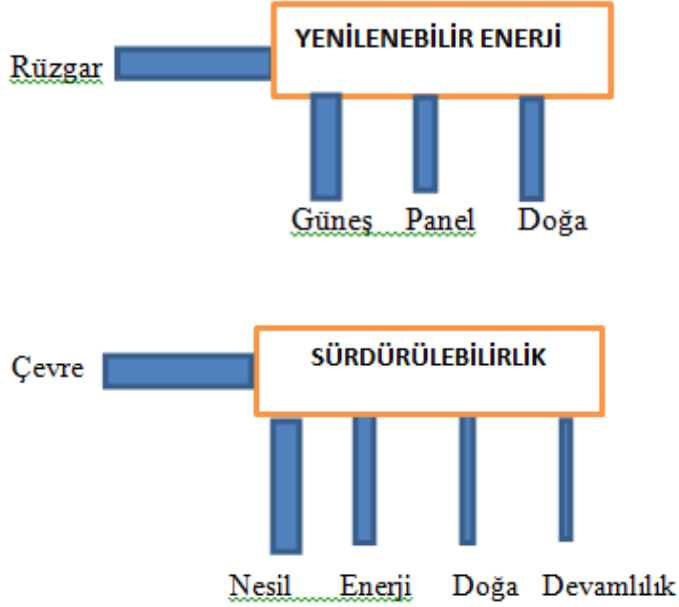 YENİLENEBİLİR ENERJİ
Rüzgar
Güneş Panel Doğa
SÜRDÜRÜLEBİLİRLİK
Çevre
Nesil Enerji Doğa Devamlılık